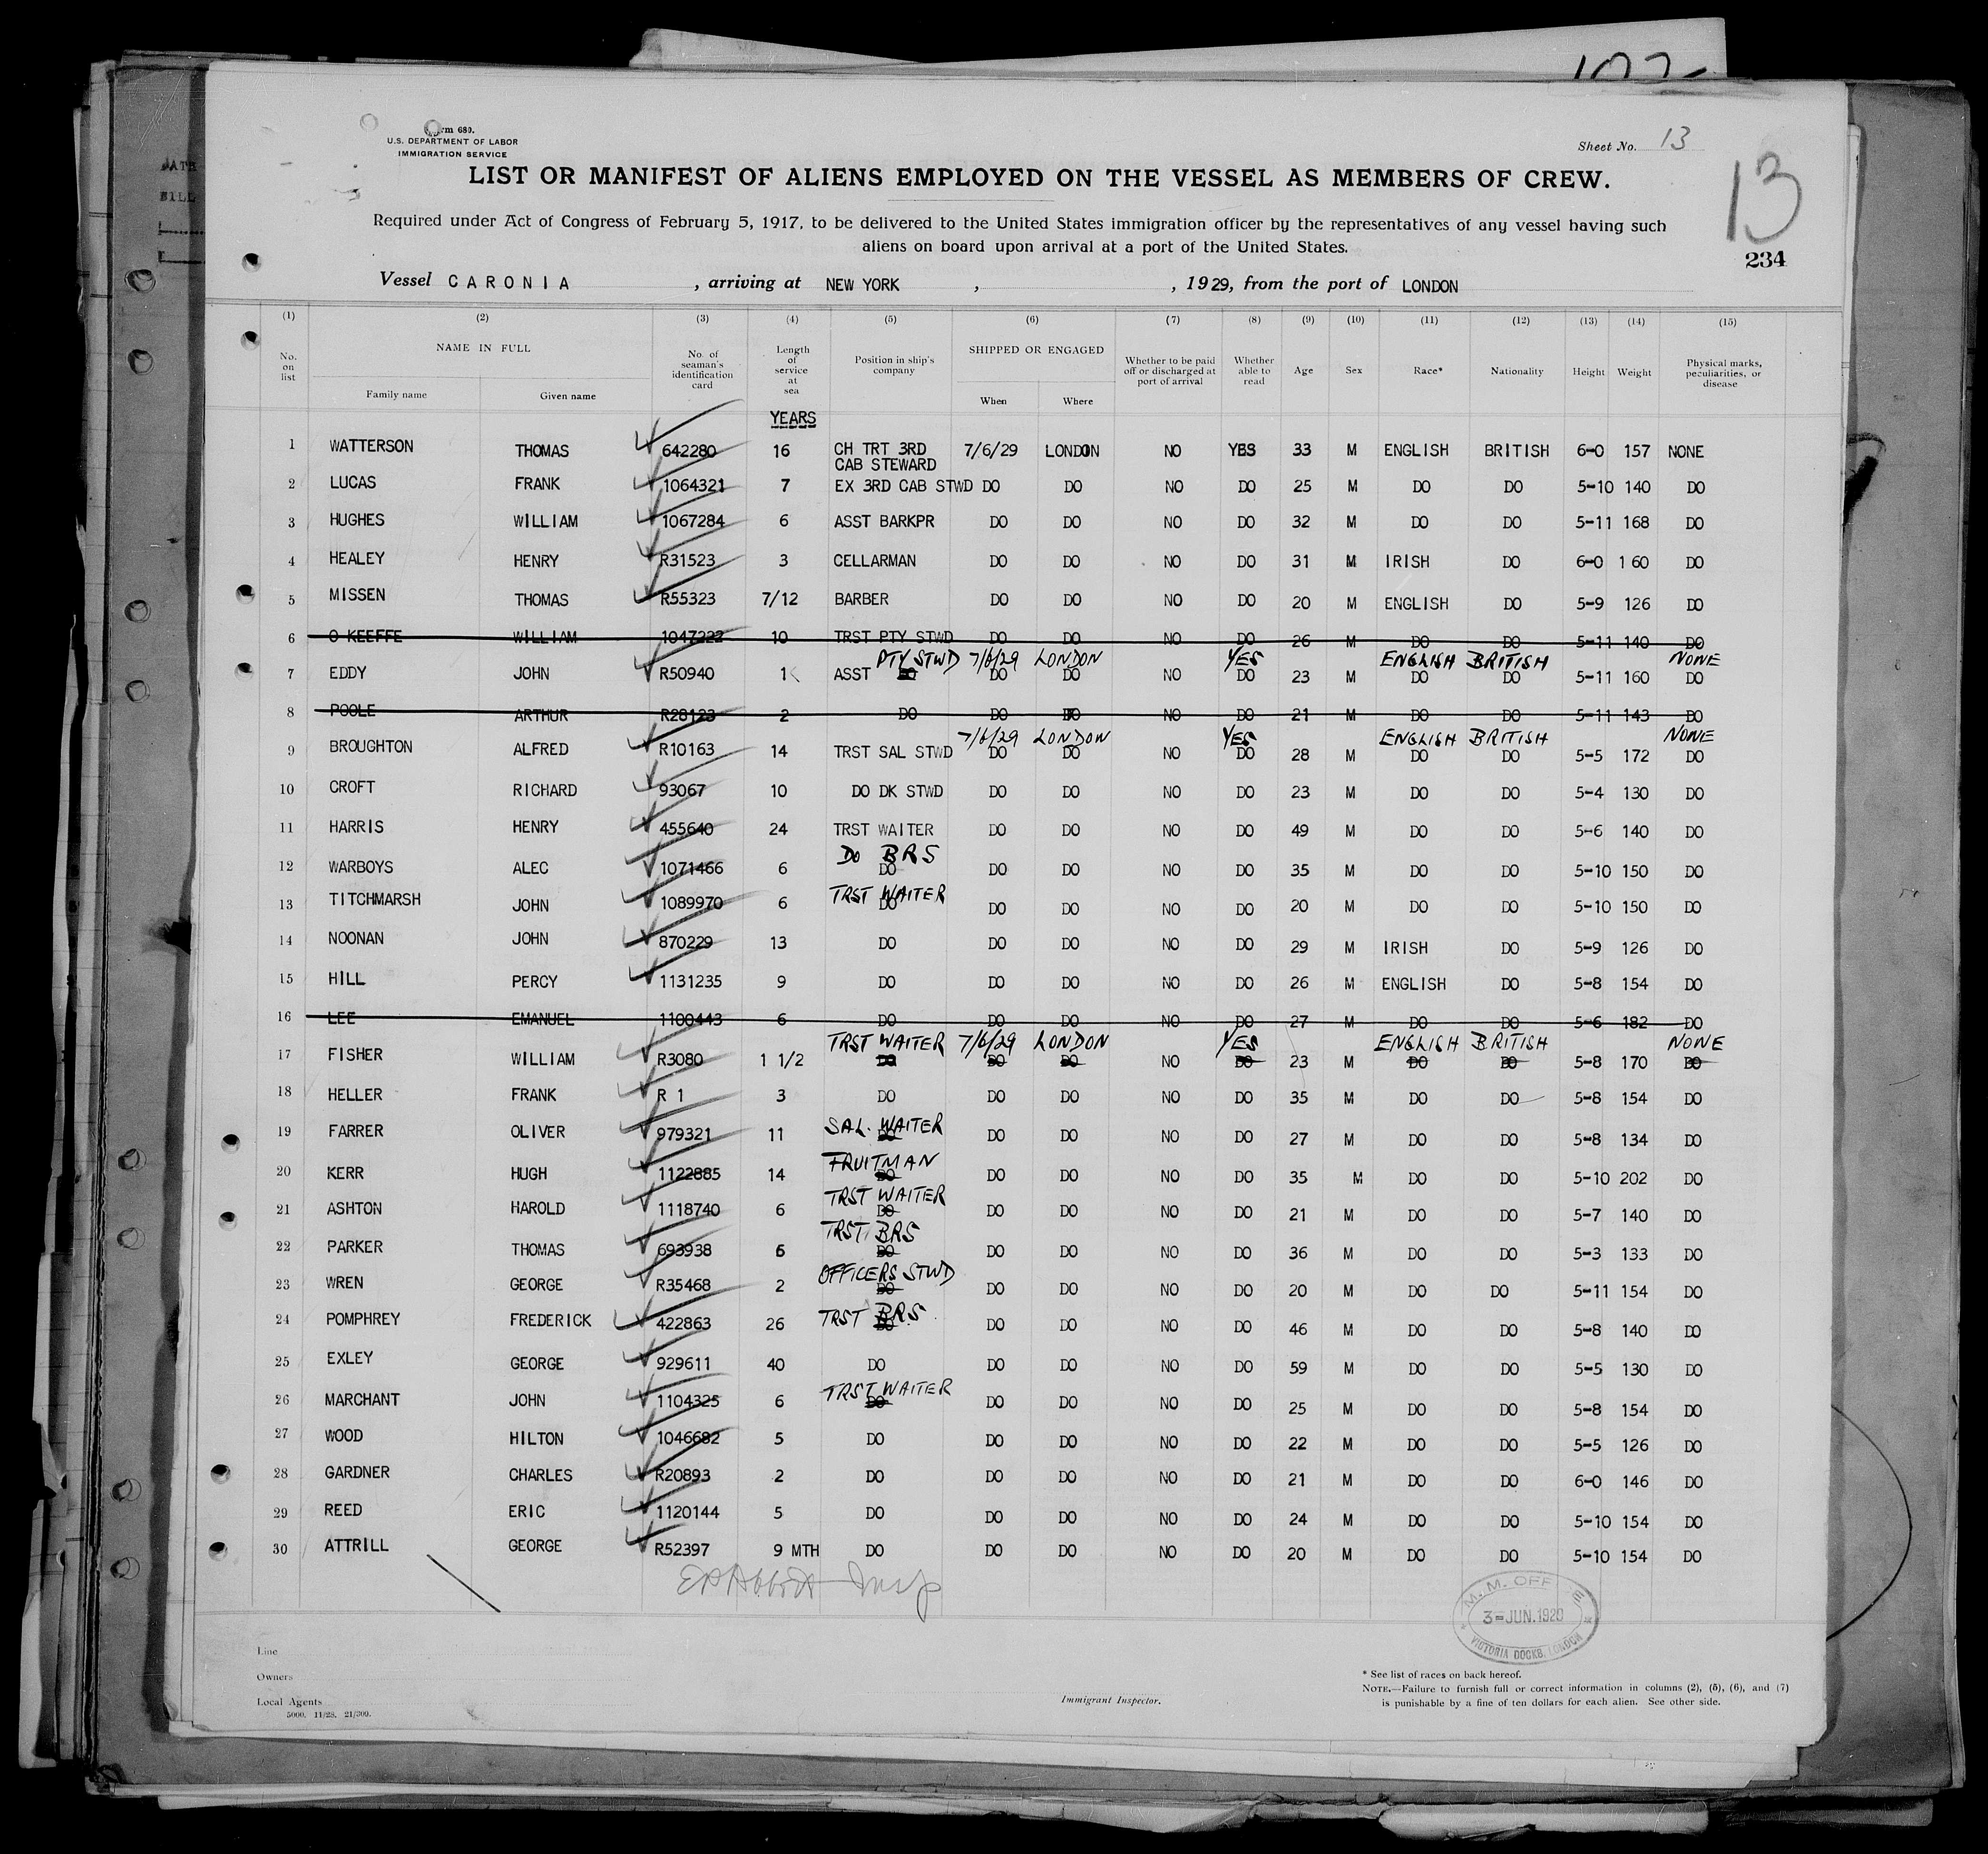 Form 680.
U.S. DEPARTMENT OF LABOR
IMMIGRATION SERVICE
Sheet No. 13
13
LIST OR MANIFEST OF ALIENS EMPLOYED ON THE VESSEL AS MEMBERS OF CREW.
Required under Act of Congress of February 5, 1917, to be delivered to the United States immigration officer by the representatives of any vessel having such
aliens on board upon arrival at a port of the United States.
234
Vessel CARONIA, arriving at NEW YORK, , 1929, from the port of LONDON
(1) (2) (3) (4) (5) (6) (7) (8) (9) (10) (11) (12) (13) (14) (15)
No. on list NAME IN FULL Family name Given name No. of seaman's identification card Length of service at sea Position in ship's company SHIPPED OR ENGAGED When Where Whether to be paid off or discharged at port of arrival Whether able to read Age Sex Race* Nationality Height Weight Physical marks, peculiarities, or disease
YEARS
1 WATTERSON THOMAS 642280 16 CH TRT 3RD CAB STEWARD 7/6/29 LONDON NO YES 33 M ENGLISH BRITISH 6-0 157 NONE
2 LUCAS FRANK 1064321 7 EX 3RD CAB STWD DO DO NO DO 25 M DO DO 5-10 140 DO
3 HUGHES WILLIAM 1067284 6 ASST BARKPR DO DO NO DO 32 M DO DO 5-11 168 DO
4 HEALEY HENRY R31523 3 CELLARMAN DO DO NO DO 31 M IRISH DO 6-0 160 DO
5 MISSEN THOMAS R55323 7/12 BARBER DO DO NO DO 20 M ENGLISH DO 5-9 126 DO
6 O KEEFFE WILLIAM 1047222 10 TRST PTY STWD DO DO NO DO 26 M DO DO 5-11 140 DO
PTY STWD 7/6/29 LONDON YES ENGLISH BRITISH NONE
7 EDDY JOHN R50940 1 ASST DO DO DO NO DO 23 M DO DO 5-11 160 DO
8 POOLE ARTHUR R28123 2 DO DO DO NO DO 21 M DO DO 5-11 143 DO
7/6/29 LONDON YES ENGLISH BRITISH NONE
9 BROUGHTON ALFRED R10163 14 TRST SAL STWD DO DO NO DO 28 M DO DO 5-5 172 DO
10 CROFT RICHARD 93067 10 DO DK STWD DO DO NO DO 23 M DO DO 5-4 130 DO
11 HARRIS HENRY 455640 24 TRST WAITER DO DO NO DO 49 M DO DO 5-6 140 DO
DO BRS
12 WARBOYS ALEC 1071466 6 DO DO DO NO DO 35 M DO DO 5-10 150 DO
TRST WAITER
13 TITCHMARSH JOHN 1089970 6 DO DO DO NO DO 20 M DO DO 5-10 150 DO
14 NOONAN JOHN 870229 13 DO DO DO NO DO 29 M IRISH DO 5-9 126 DO
15 HILL PERCY 1131235 9 DO DO DO NO DO 26 M ENGLISH DO 5-8 154 DO
16 LEE EMANUEL 1100443 6 DO DO DO NO DO 27 M DO DO 5-6 182 DO
TRST WAITER 7/6/29 LONDON YES ENGLISH BRITISH NONE
17 FISHER WILLIAM R3080 1 1/2 DO DO DO NO DO 23 M DO DO 5-8 170 DO
18 HELLER FRANK R 1 3 DO DO DO NO DO 35 M DO DO 5-8 154 DO
SAL. WAITER
19 FARRER OLIVER 979321 11 DO DO DO NO DO 27 M DO DO 5-8 134 DO
FRUITMAN
20 KERR HUGH 1122885 14 DO DO DO NO DO 35 M DO DO 5-10 202 DO
TRST WAITER
21 ASHTON HAROLD 1118740 6 DO DO DO NO DO 21 M DO DO 5-7 140 DO
TRST BRS
22 PARKER THOMAS 693938 6 DO DO DO NO DO 36 M DO DO 5-3 133 DO
OFFICERS STWD
23 WREN GEORGE R35468 2 DO DO DO NO DO 20 M DO DO 5-11 154 DO
TRST BRS
24 POMPHREY FREDERICK 422863 26 DO DO DO NO DO 46 M DO DO 5-8 140 DO
25 EXLEY GEORGE 929611 40 DO DO DO NO DO 59 M DO DO 5-5 130 DO
TRST WAITER
26 MARCHANT JOHN 1104325 6 DO DO DO NO DO 25 M DO DO 5-8 154 DO
27 WOOD HILTON 1046682 5 DO DO DO NO DO 22 M DO DO 5-5 126 DO
28 GARDNER CHARLES R20893 2 DO DO DO NO DO 21 M DO DO 6-0 146 DO
29 REED ERIC 1120144 5 DO DO DO NO DO 24 M DO DO 5-10 154 DO
30 ATTRILL GEORGE R52397 9 MTH DO DO DO NO DO 20 M DO DO 5-10 154 DO
Insp
M.M. OFF
3-JUN.1929
VICTORIA DOCKS. LONDON
Line
Owners
Local Agents
5000. 11/28. 21/300.
Immigrant Inspector.
* See list of races on back hereof.
NOTE.—Failure to furnish full or correct information in columns (2), (5), (6), and (7)
is punishable by a fine of ten dollars for each alien. See other side.